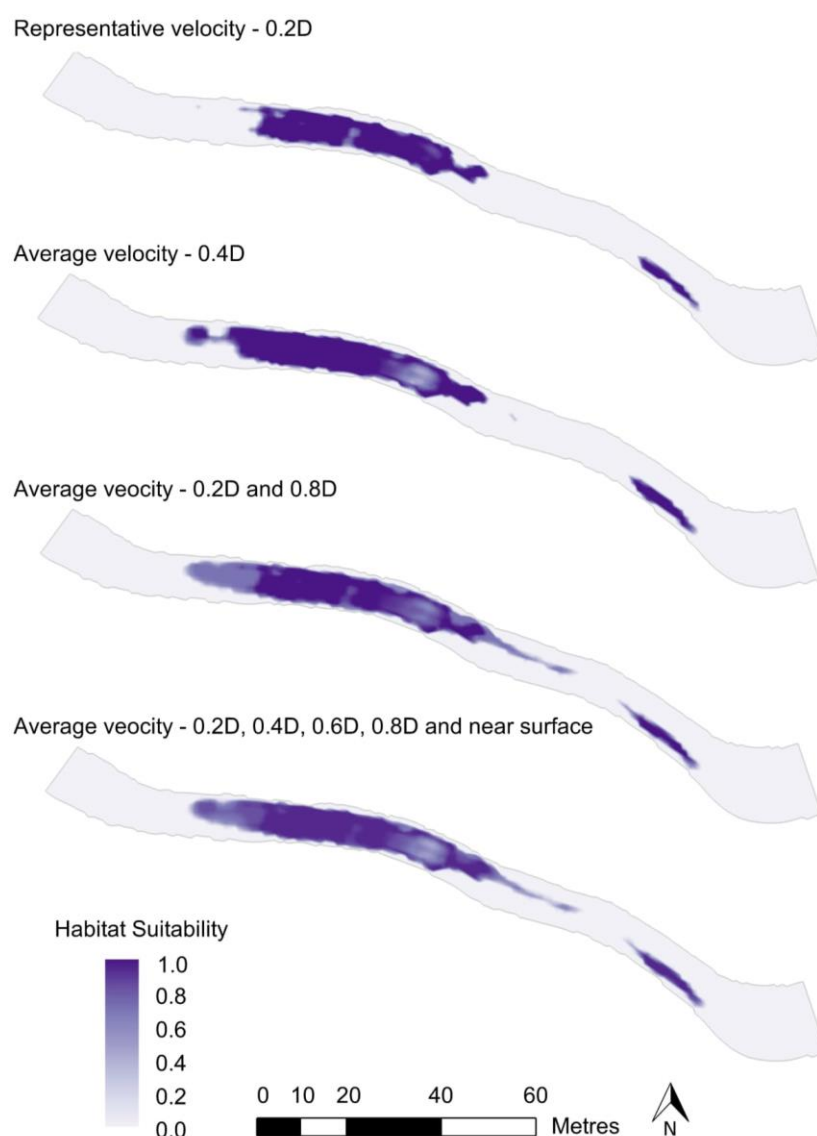 Representative velocity - 0.2D
Average velocity - 0.4D
Average veocity - 0.2D and 0.8D
Average veocity - 0.2D, 0.4D, 0.6D, 0.8D and near surface
Habitat Suitability
1.0
0.8
0.6
0.4
0.2
0.0
0 10 20 40 60
Metres
N